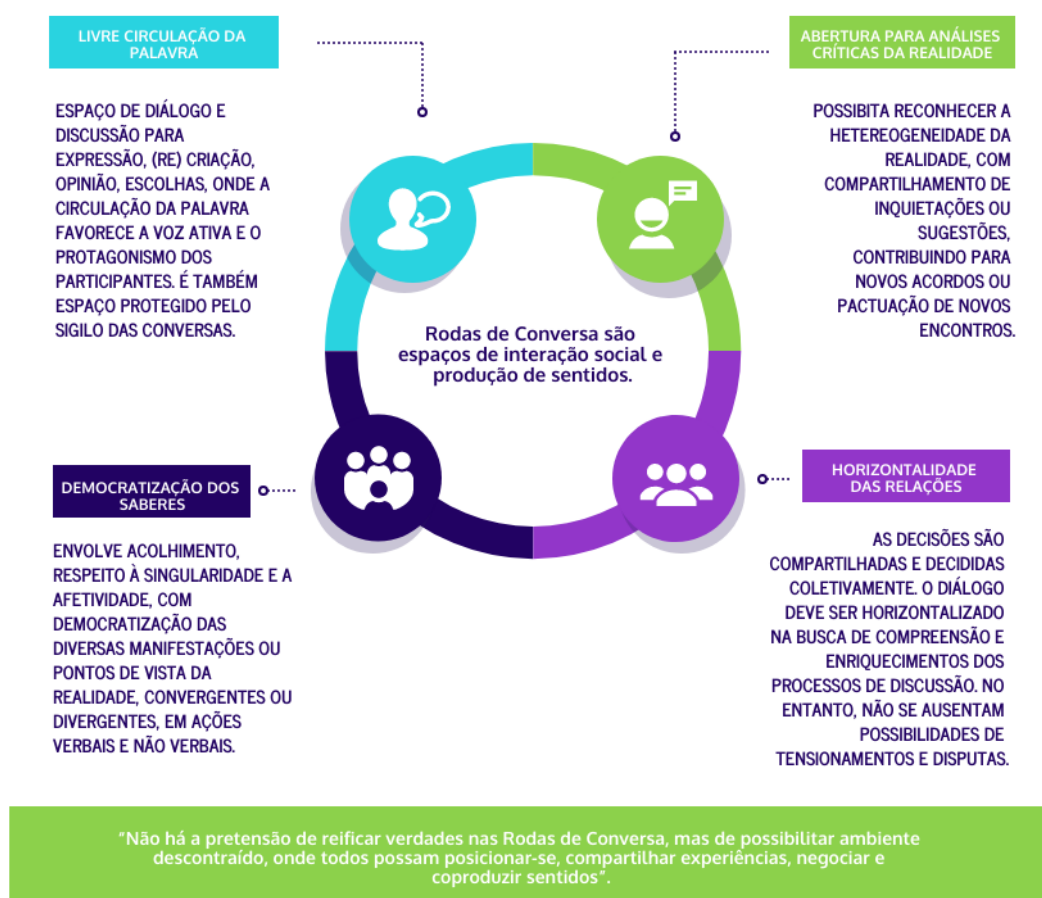 LIVRE CIRCULAÇÃO DA
PALAVRA
ESPAÇO DE DIÁLOGO E
DISCUSSÃO PARA
EXPRESSÃO, (RE) CRIAÇÃO,
OPINIÃO, ESCOLHAS, ONDE A
CIRCULAÇÃO DA PALAVRA
FAVORECE A VOZ ATIVA E O
PROTAGONISMO DOS
PARTICIPANTES. É TAMBÉM
ESPAÇO PROTEGIDO PELO
SIGILO DAS CONVERSAS.
ABERTURA PARA ANÁLISES
CRÍTICAS DA REALIDADE
POSSIBITA RECONHECER A
HETEREOGENEIDADE DA
REALIDADE, COM
COMPARTILHAMENTO DE
INQUIETAÇÕES OU
SUGESTÕES,
CONTRIBUINDO PARA
NOVOS ACORDOS OU
PACTUAÇÃO DE NOVOS
ENCONTROS.
Rodas de Conversa são
espaços de interação social e
produção de sentidos.
DEMOCRATIZAÇÃO DOS
SABERES
ENVOLVE ACOLHIMENTO,
RESPEITO À SINGULARIDADE E A
AFETIVIDADE, COM
DEMOCRATIZAÇÃO DAS
DIVERSAS MANIFESTAÇÕES OU
PONTOS DE VISTA DA
REALIDADE, CONVERGENTES OU
DIVERGENTES, EM AÇÕES
VERBAIS E NÃO VERBAIS.
HORIZONTALIDADE
DAS RELAÇÕES
AS DECISÕES SÃO
COMPARTILHADAS E DECIDIDAS
COLETIVAMENTE. O DIÁLOGO
DEVE SER HORIZONTALIZADO
NA BUSCA DE COMPREENSÃO E
ENRIQUECIMENTOS DOS
PROCESSOS DE DISCUSSÃO. NO
ENTANTO, NÃO SE AUSENTAM
POSSIBILIDADES DE
TENSIONAMENTOS E DISPUTAS.
"Não há a pretensão de reificar verdades nas Rodas de Conversa, mas de possibilitar ambiente
descontraído, onde todos possam posicionar-se, compartilhar experiências, negociar e
coproduzir sentidos".